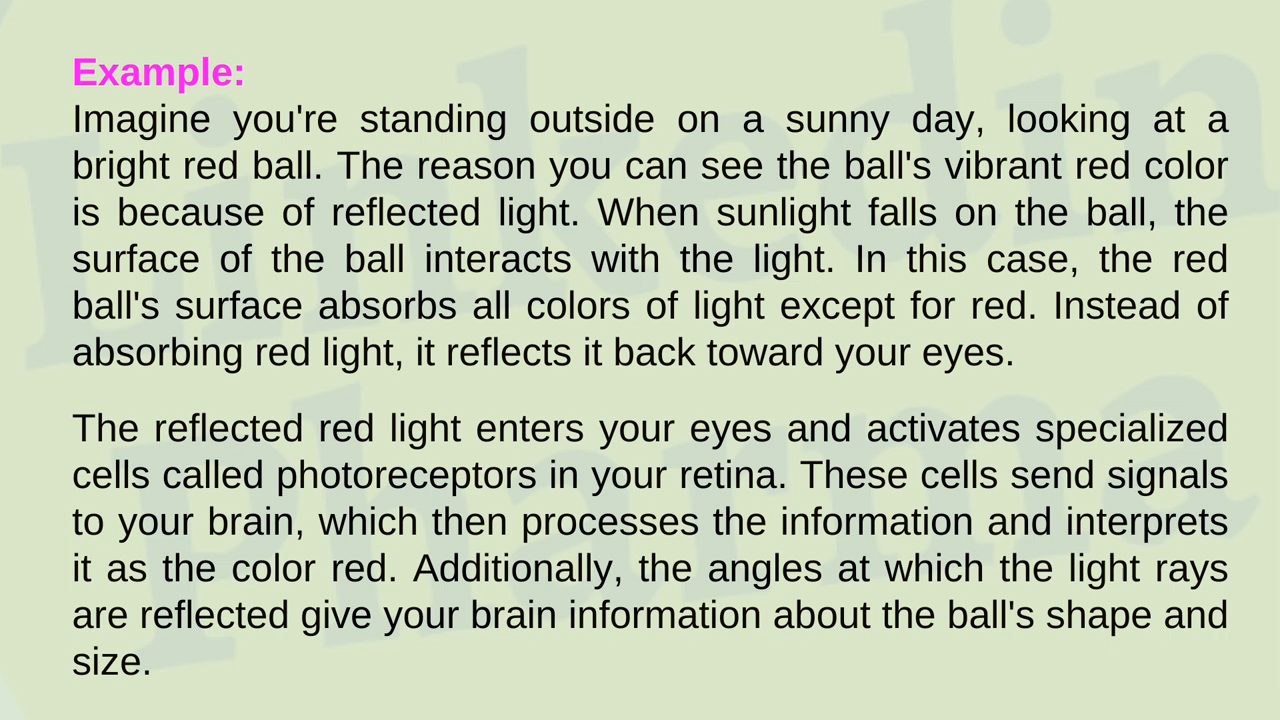 Example:
Imagine you're standing outside on a sunny day, looking at a
bright red ball. The reason you can see the ball's vibrant red color
is because of reflected light. When sunlight falls on the ball, the
surface of the ball interacts with the light. In this case, the red
ball's surface absorbs all colors of light except for red. Instead of
absorbing red light, it reflects it back toward your eyes.
The reflected red light enters your eyes and activates specialized
cells called photoreceptors in your retina. These cells send signals
to your brain, which then processes the information and interprets
it as the color red. Additionally, the angles at which the light rays
are reflected give your brain information about the ball's shape and
size.
Linkedin
Pharma